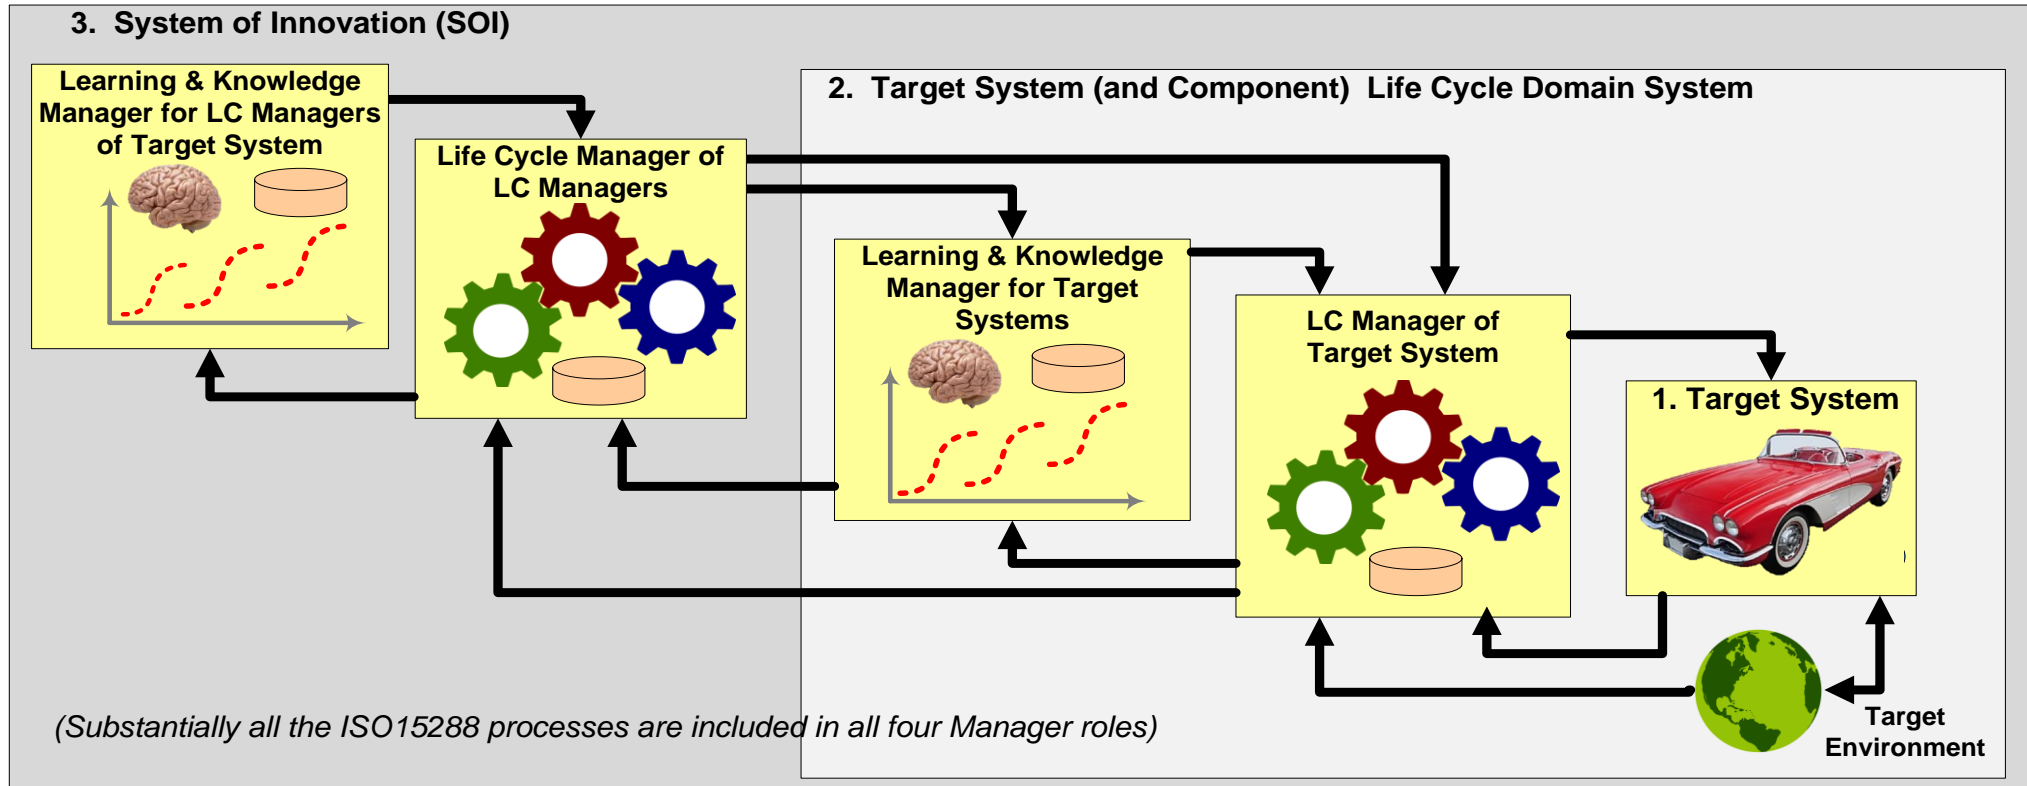 3. System of Innovation (SOI)
Learning & Knowledge
Manager for LC Managers
of Target System
2. Target System (and Component) Life Cycle Domain System
Life Cycle Manager of
LC Managers
Learning & Knowledge
Manager for Target
Systems
LC Manager of
Target System
1. Target System
Target
Environment
(Substantially all the ISO15288 processes are included in all four Manager roles)